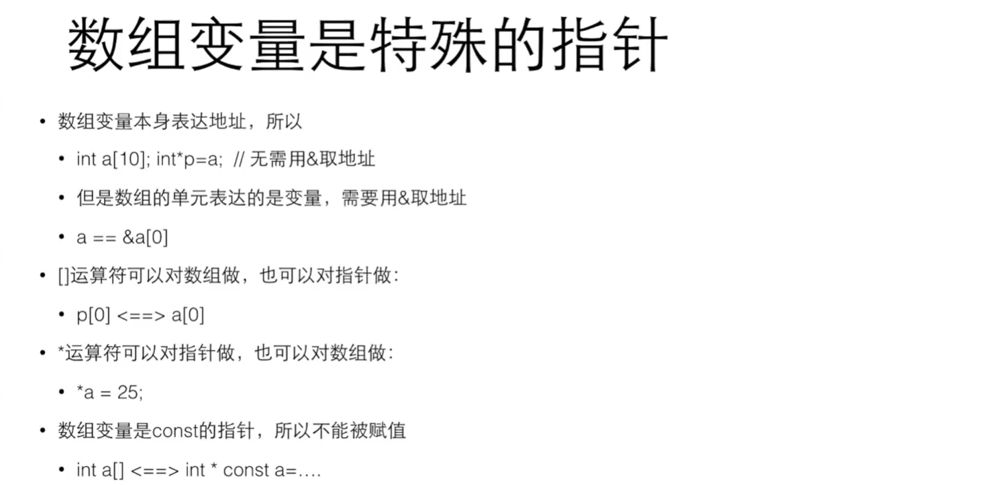 数组变量是特殊的指针
• 数组变量本身表达地址，所以
• int a[10]; int*p=a; // 无需用&取地址
• 但是数组的单元表达的是变量，需要用&取地址
• a == &a[0]
• []运算符可以对数组做，也可以对指针做：
• p[0] <==> a[0]
• *运算符可以对指针做，也可以对数组做：
• *a = 25;
• 数组变量是const的指针，所以不能被赋值
• int a[] <==> int * const a=….